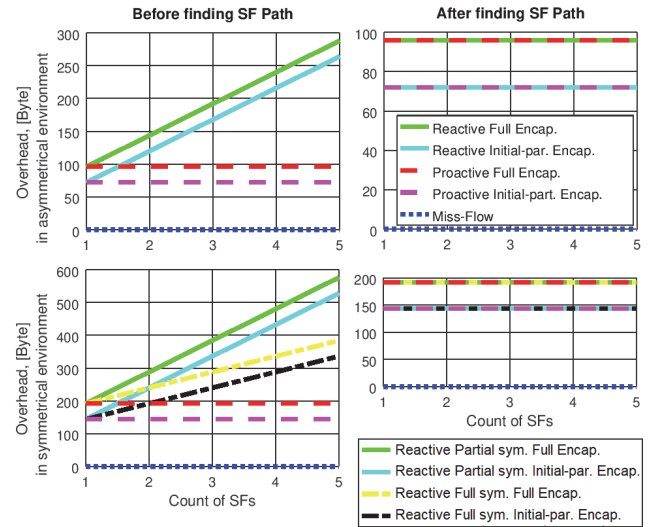 Before finding SF Path
After finding SF Path
Overhead, [Byte]
in asymmetrical environment
300
250
200
150
100
50
0
1 2 3 4 5
100
80
60
40
20
0
1 2 3 4 5
Reactive Full Encap.
Reactive Initial-par. Encap.
Proactive Full Encap.
Proactive Initial-part. Encap.
Miss-Flow
Overhead, [Byte]
in symmetrical environment
600
500
400
300
200
100
0
1 2 3 4 5
Count of SFs
200
150
100
50
0
1 2 3 4 5
Count of SFs
Reactive Partial sym. Full Encap.
Reactive Partial sym. Initial-par. Encap.
Reactive Full sym. Full Encap.
Reactive Full sym. Initial-par. Encap.